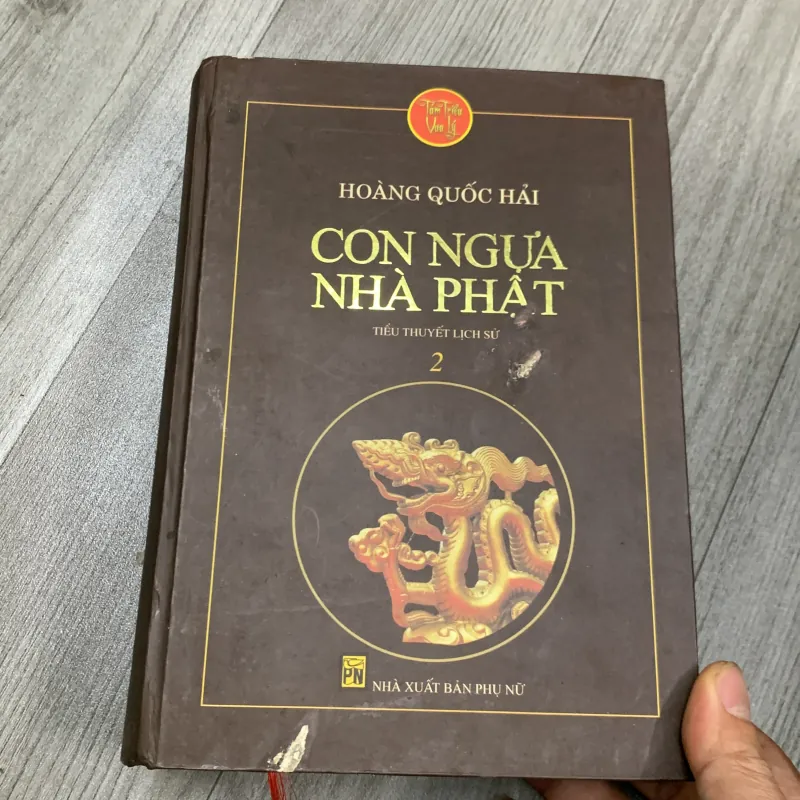 Tám Triều
Vua Lý
HOÀNG QUỐC HẢI
CON NGỰA
NHÀ PHẬT
TIỂU THUYẾT LỊCH SỬ
2
PN
NHÀ XUẤT BẢN PHỤ NỮ